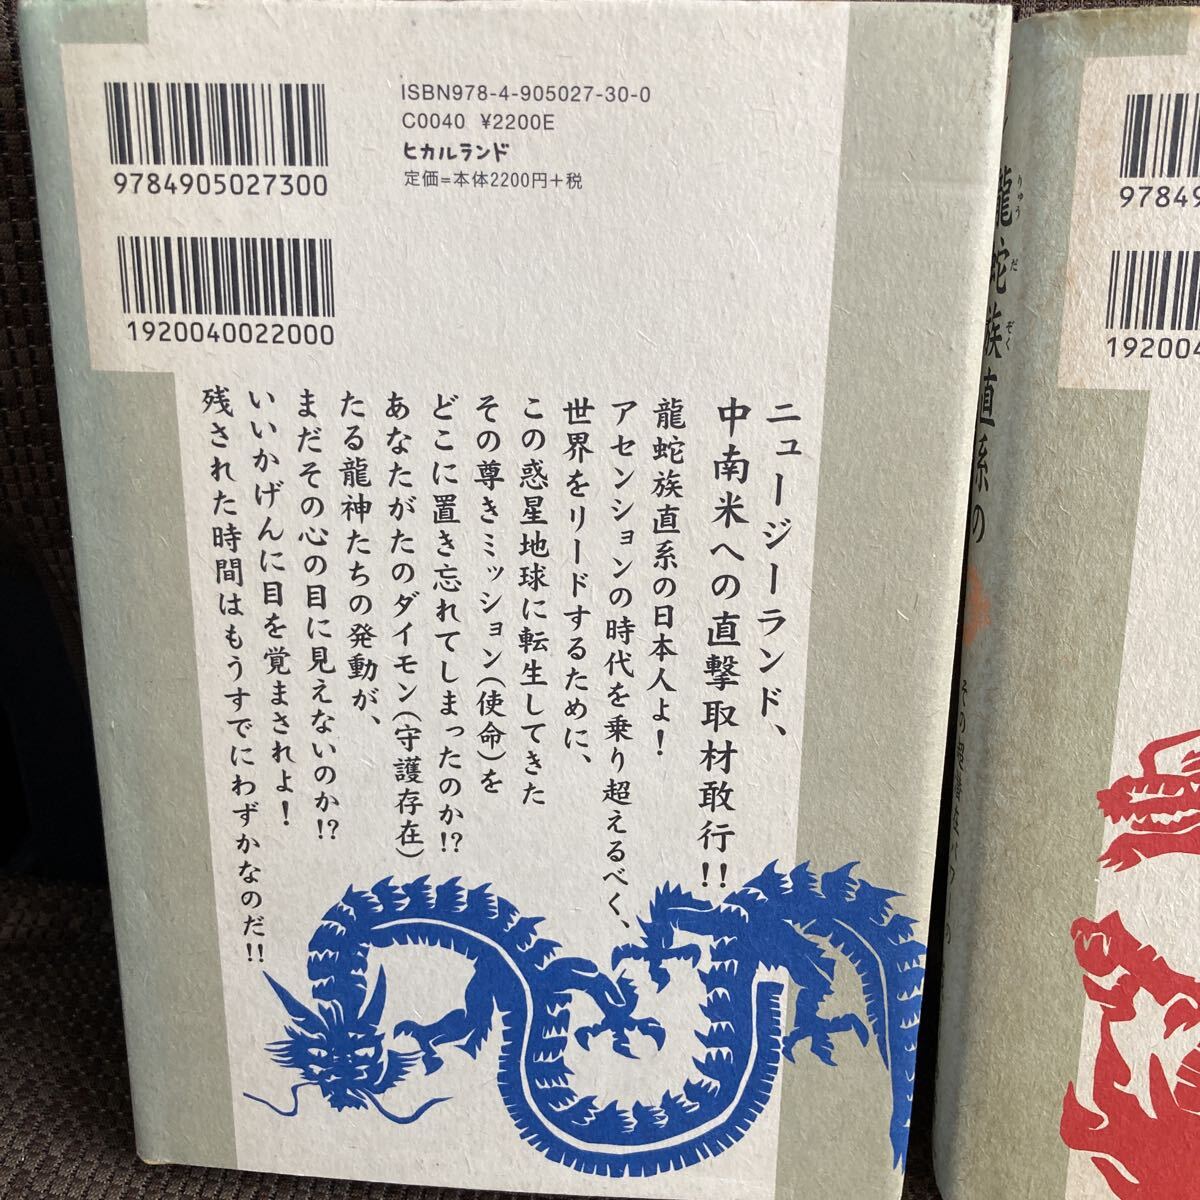 ISBN978-4-905027-30-0
C0040 ¥2200E
ヒカルランド
定価=本体2200円+税
9784905027300
1920040022000
ニュージーランド、
中南米への直撃取材敢行!!
龍蛇族直系の日本人よ!
アセンションの時代を乗り超えるべく、
世界をリードするために、
この惑星地球に転生してきた
その尊きミッション(使命)を
どこに置き忘れてしまったのか!?
あなたがたのダイモン(守護存在)
たる龍神たちの発動が、
まだその心の目に見えないのか!?
いいかげんに目を覚まされよ!
残された時間はもうすでにわずかなのだ!!
龍蛇族直系の
りゅうだぞく
97849
192004